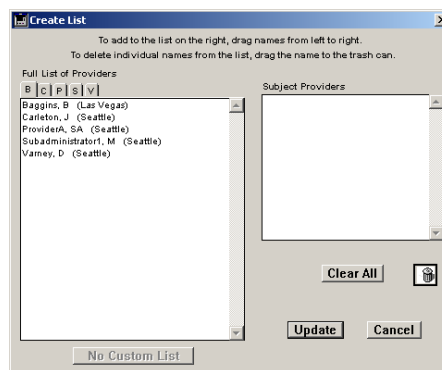 Create List
To add to the list on the right, drag names from left to right.
To delete individual names from the list, drag the name to the trash can.
Full List of Providers
B C P S V
Baggins, B (Las Vegas)
Carleton, J (Seattle)
ProviderA, SA (Seattle)
Subadministrator1, M (Seattle)
Varney, D (Seattle)
Subject Providers
Clear All
Update Cancel
No Custom List